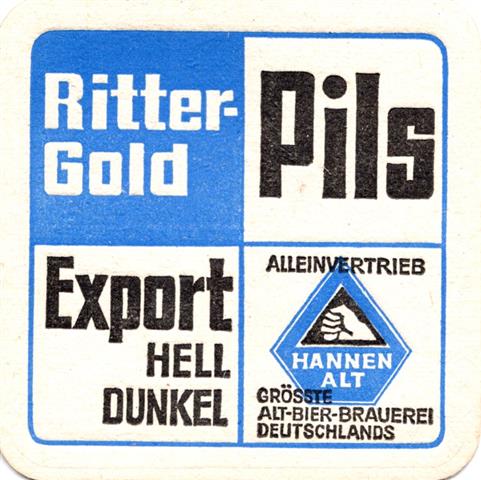 Ritter-
Gold
Pils
Export
HELL
DUNKEL
ALLEINVERTRIEB
HANNEN
ALT
GRÖSSTE
ALT-BIER-BRAUEREI
DEUTSCHLANDS